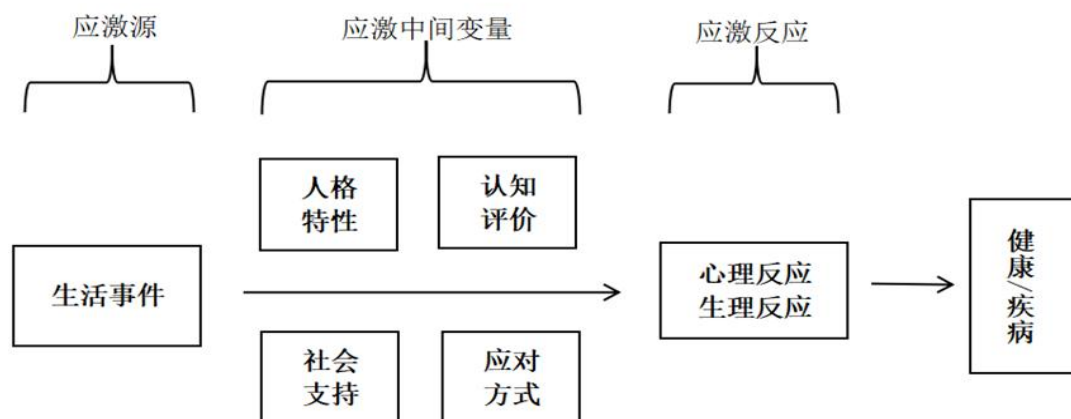 应激源
应激中间变量
应激反应
人格
特性
认知
评价
生活事件
心理反应
生理反应
健康/疾病
社会
支持
应对
方式